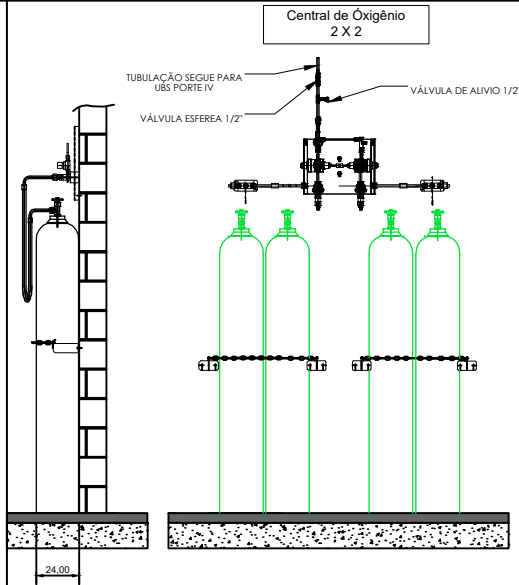 Central de Óxigênio
2 X 2
TUBULAÇÃO SEGUE PARA
UBS PORTE IV
VÁLVULA DE ALIVIO 1/2"
VÁLVULA ESFEREA 1/2"
24,00